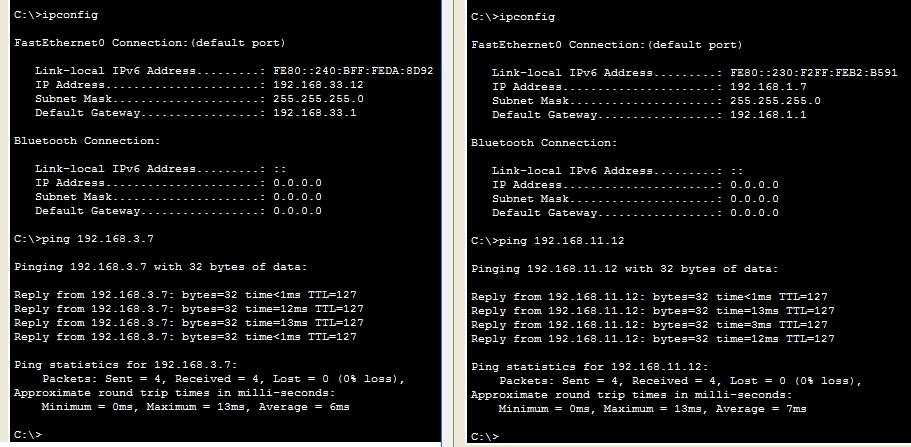 C:\>ipconfig
FastEthernet0 Connection:(default port)
Link-local IPv6 Address.........: FE80::240:BFF:FEDA:8D92
IP Address......................: 192.168.33.12
Subnet Mask.....................: 255.255.255.0
Default Gateway.................: 192.168.33.1
Bluetooth Connection:
Link-local IPv6 Address.........: ::
IP Address......................: 0.0.0.0
Subnet Mask.....................: 0.0.0.0
Default Gateway.................: 0.0.0.0
C:\>ping 192.168.3.7
Pinging 192.168.3.7 with 32 bytes of data:
Reply from 192.168.3.7: bytes=32 time<1ms TTL=127
Reply from 192.168.3.7: bytes=32 time=12ms TTL=127
Reply from 192.168.3.7: bytes=32 time=13ms TTL=127
Reply from 192.168.3.7: bytes=32 time<1ms TTL=127
Ping statistics for 192.168.3.7:
Packets: Sent = 4, Received = 4, Lost = 0 (0% loss),
Approximate round trip times in milli-seconds:
Minimum = 0ms, Maximum = 13ms, Average = 6ms
C:\>
C:\>ipconfig
FastEthernet0 Connection:(default port)
Link-local IPv6 Address.........: FE80::230:F2FF:FEB2:B591
IP Address......................: 192.168.1.7
Subnet Mask.....................: 255.255.255.0
Default Gateway.................: 192.168.1.1
Bluetooth Connection:
Link-local IPv6 Address.........: ::
IP Address......................: 0.0.0.0
Subnet Mask.....................: 0.0.0.0
Default Gateway.................: 0.0.0.0
C:\>ping 192.168.11.12
Pinging 192.168.11.12 with 32 bytes of data:
Reply from 192.168.11.12: bytes=32 time<1ms TTL=127
Reply from 192.168.11.12: bytes=32 time=13ms TTL=127
Reply from 192.168.11.12: bytes=32 time=3ms TTL=127
Reply from 192.168.11.12: bytes=32 time=12ms TTL=127
Ping statistics for 192.168.11.12:
Packets: Sent = 4, Received = 4, Lost = 0 (0% loss),
Approximate round trip times in milli-seconds:
Minimum = 0ms, Maximum = 13ms, Average = 7ms
C:\>